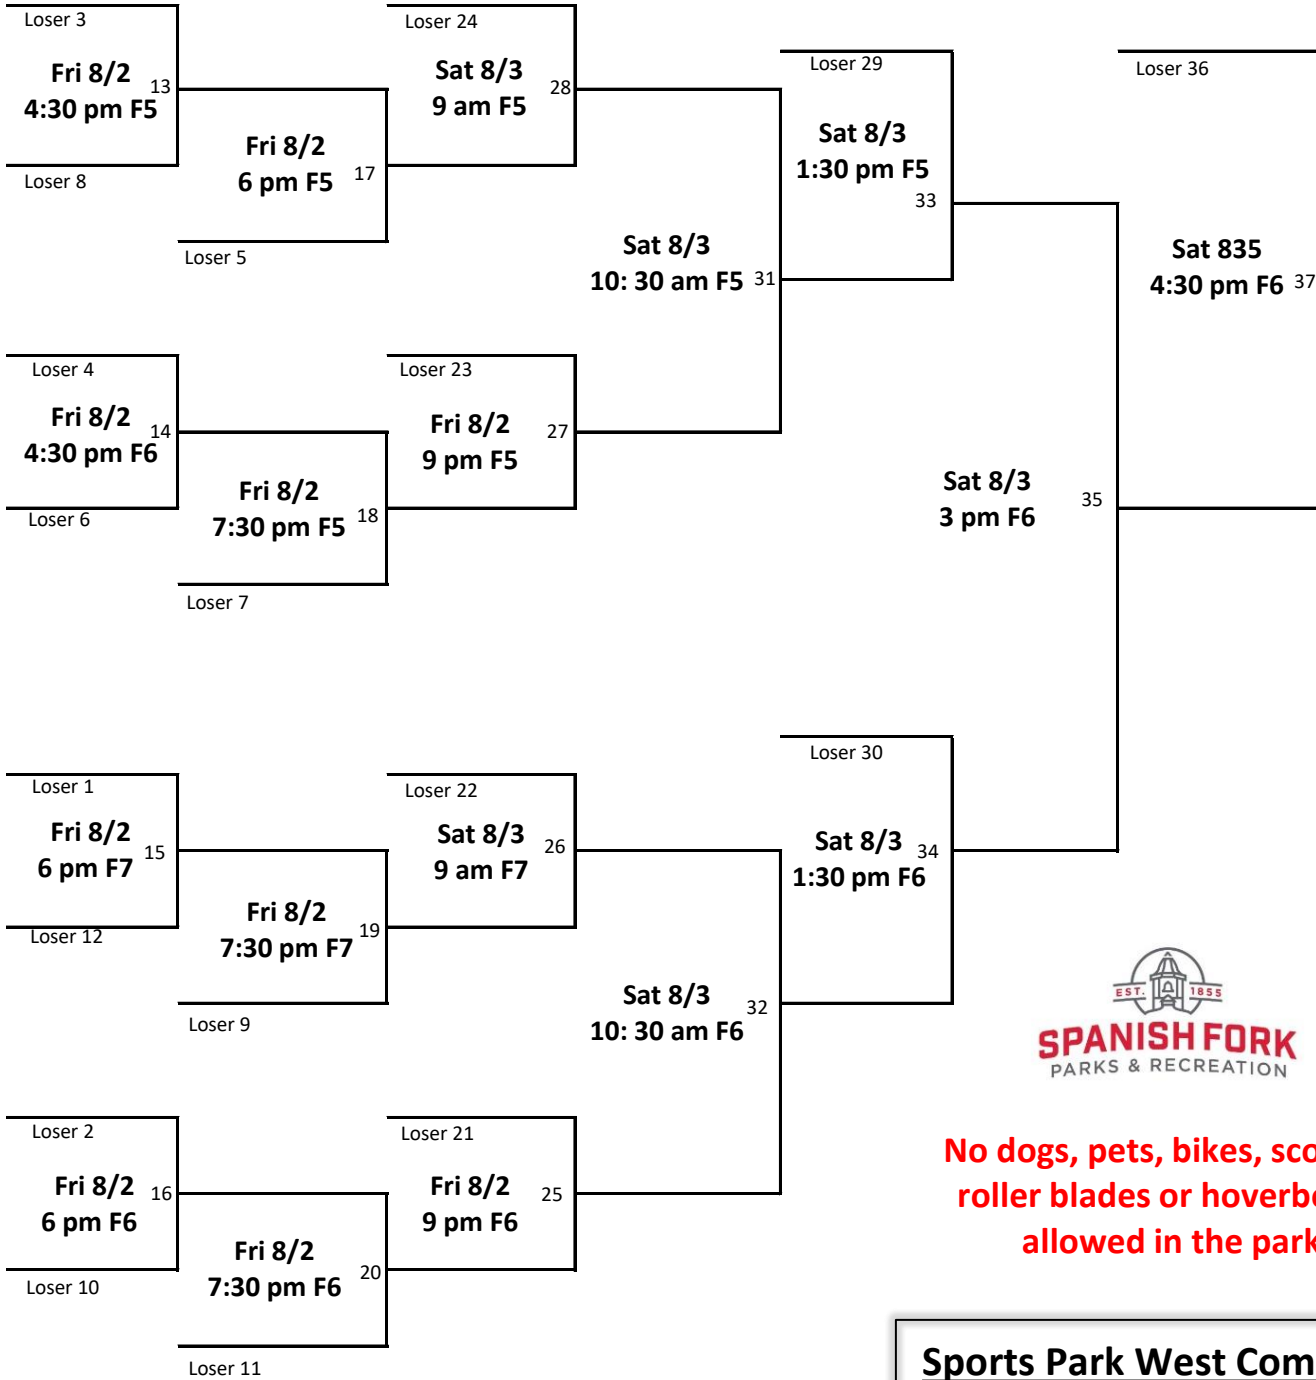 Loser 3
Fri 8/2
4:30 pm F5
13
Loser 8
Fri 8/2
6 pm F5
17
Loser 5
Loser 24
Sat 8/3
9 am F5
28
Loser 4
Fri 8/2
4:30 pm F6
14
Loser 6
Fri 8/2
7:30 pm F5
18
Loser 7
Loser 23
Fri 8/2
9 pm F5
27
Sat 8/3
10: 30 am F5
31
Loser 29
Sat 8/3
1:30 pm F5
33
Loser 1
Fri 8/2
6 pm F7
15
Loser 12
Fri 8/2
7:30 pm F7
19
Loser 9
Loser 22
Sat 8/3
9 am F7
26
Loser 2
Fri 8/2
6 pm F6
16
Loser 10
Fri 8/2
7:30 pm F6
20
Loser 11
Loser 21
Fri 8/2
9 pm F6
25
Sat 8/3
10: 30 am F6
32
Loser 30
Sat 8/3
1:30 pm F6
34
Sat 8/3
3 pm F6
35
Loser 36
Sat 835
4:30 pm F6
37
EST. 1855
SPANISH FORK
PARKS & RECREATION
No dogs, pets, bikes, sco
roller blades or hoverb
allowed in the park
Sports Park West Com